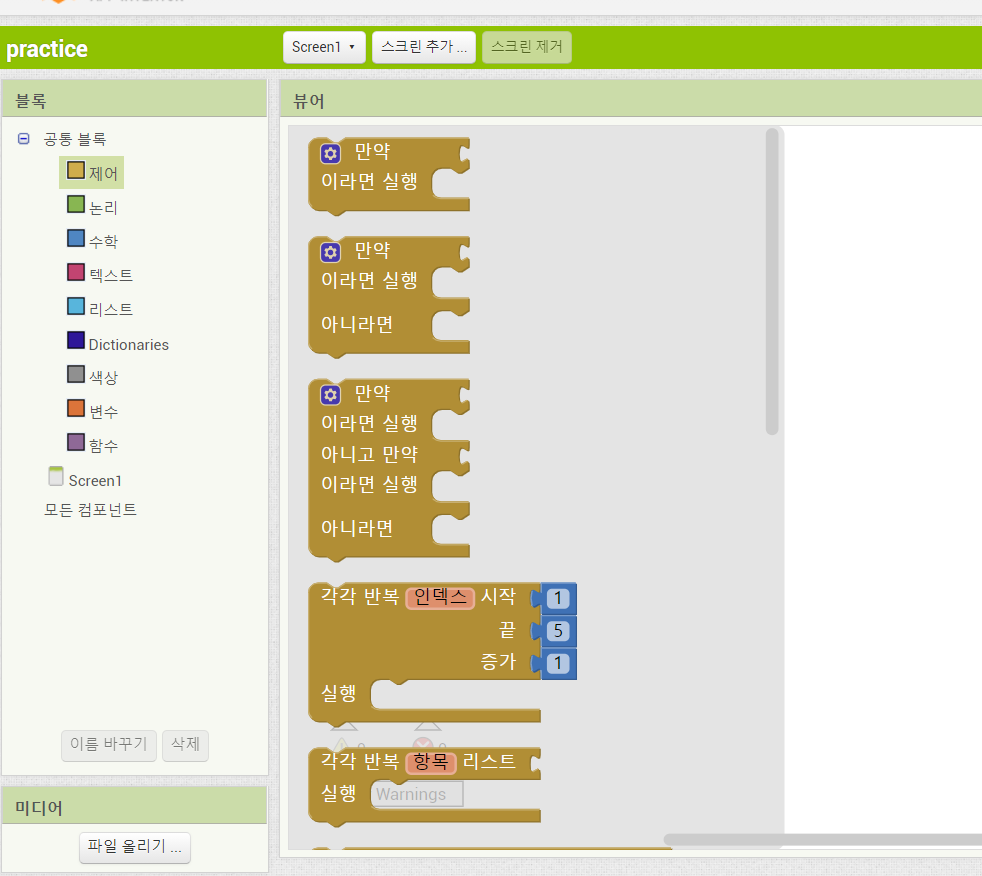 practice
Screen1
스크린 추가 ...
스크린 제거
블록
공통 블록
제어
논리
수학
텍스트
리스트
Dictionaries
색상
변수
함수
Screen1
모든 컴포넌트
이름 바꾸기
삭제
미디어
파일 올리기 ...
뷰어
만약
이라면 실행
만약
이라면 실행
아니라면
만약
이라면 실행
아니고 만약
이라면 실행
아니라면
각각 반복 인덱스 시작 1
끝 5
증가 1
실행
각각 반복 항목 리스트
실행
Warnings